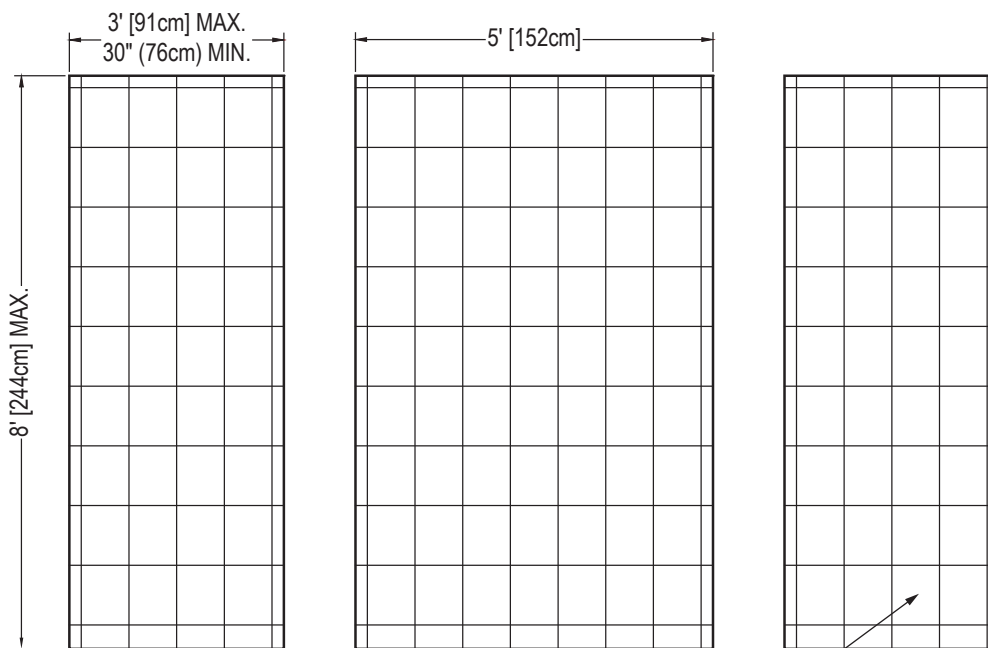 3' [91cm] MAX.
30" (76cm) MIN.
5' [152cm]
8' [244cm] MAX.